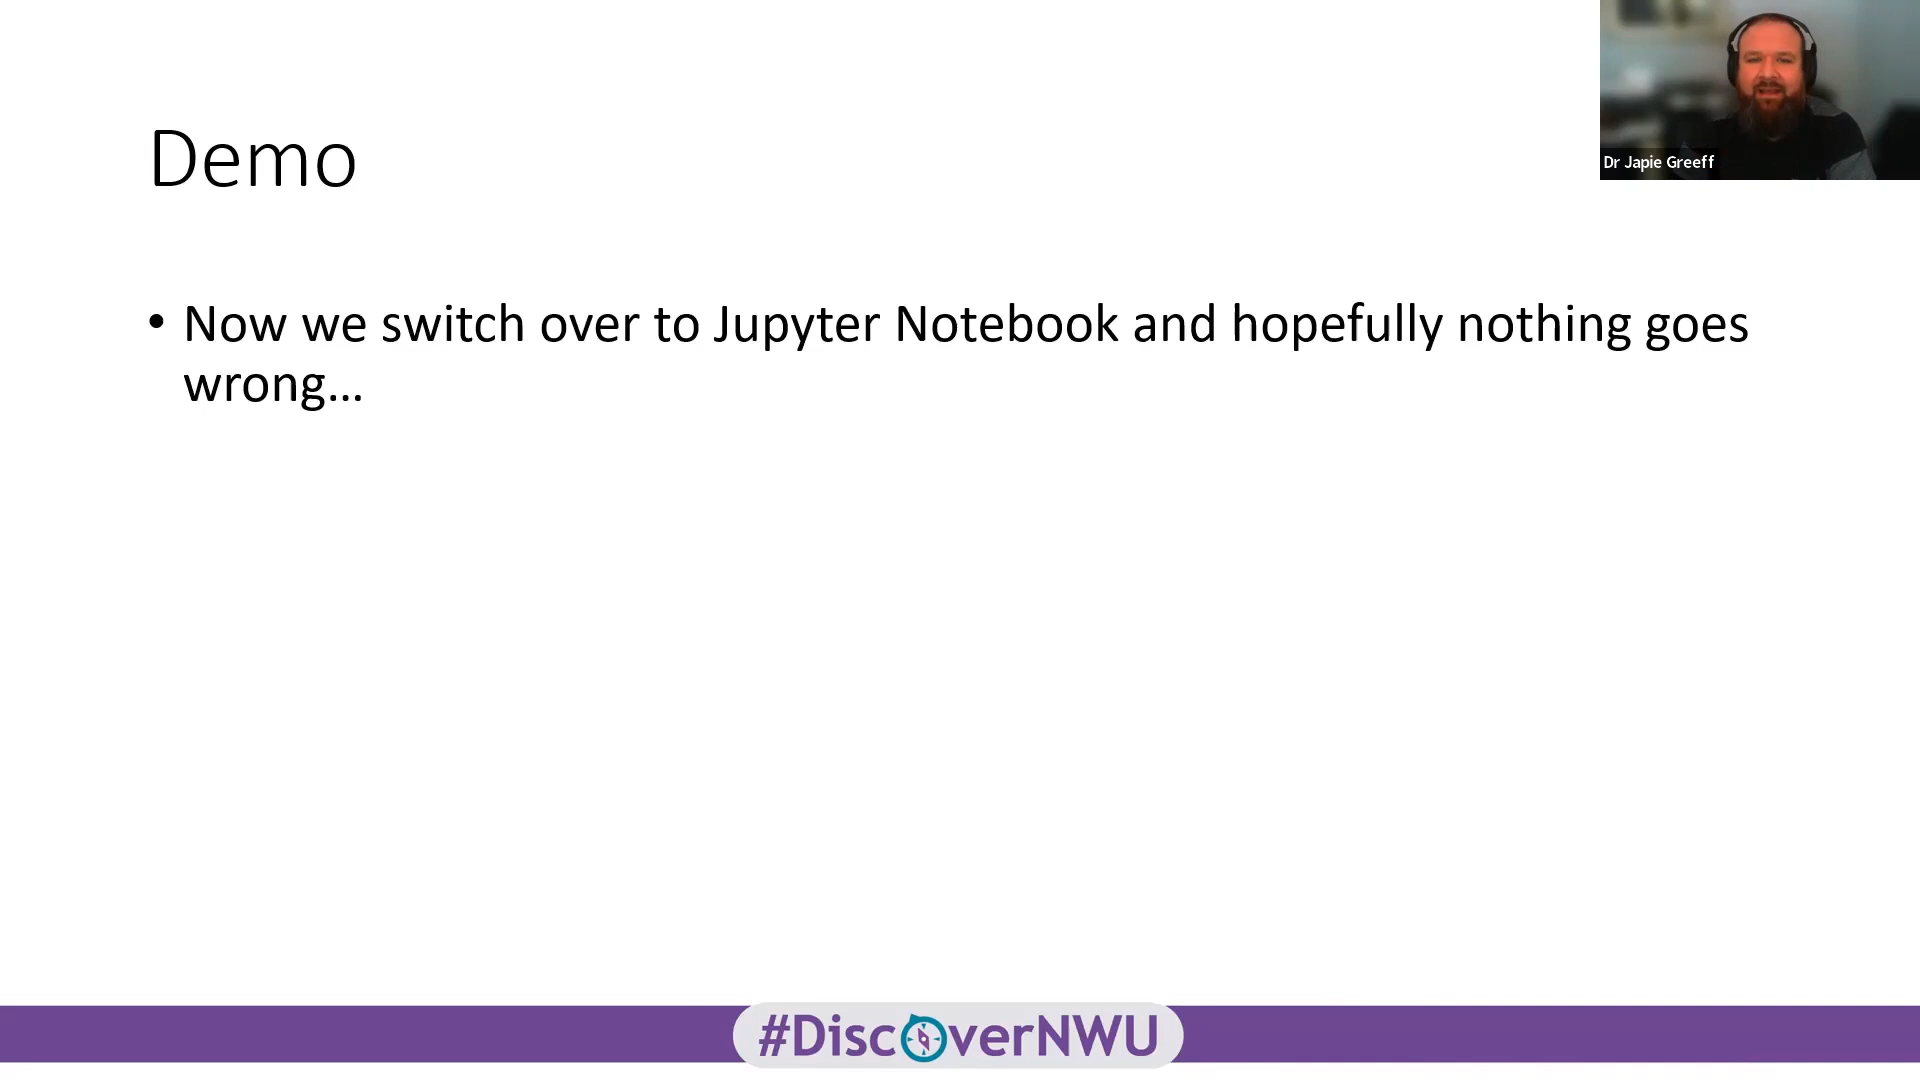 Demo
Dr Japie Greeff
• Now we switch over to Jupyter Notebook and hopefully nothing goes
wrong...
#DiscoverNWU